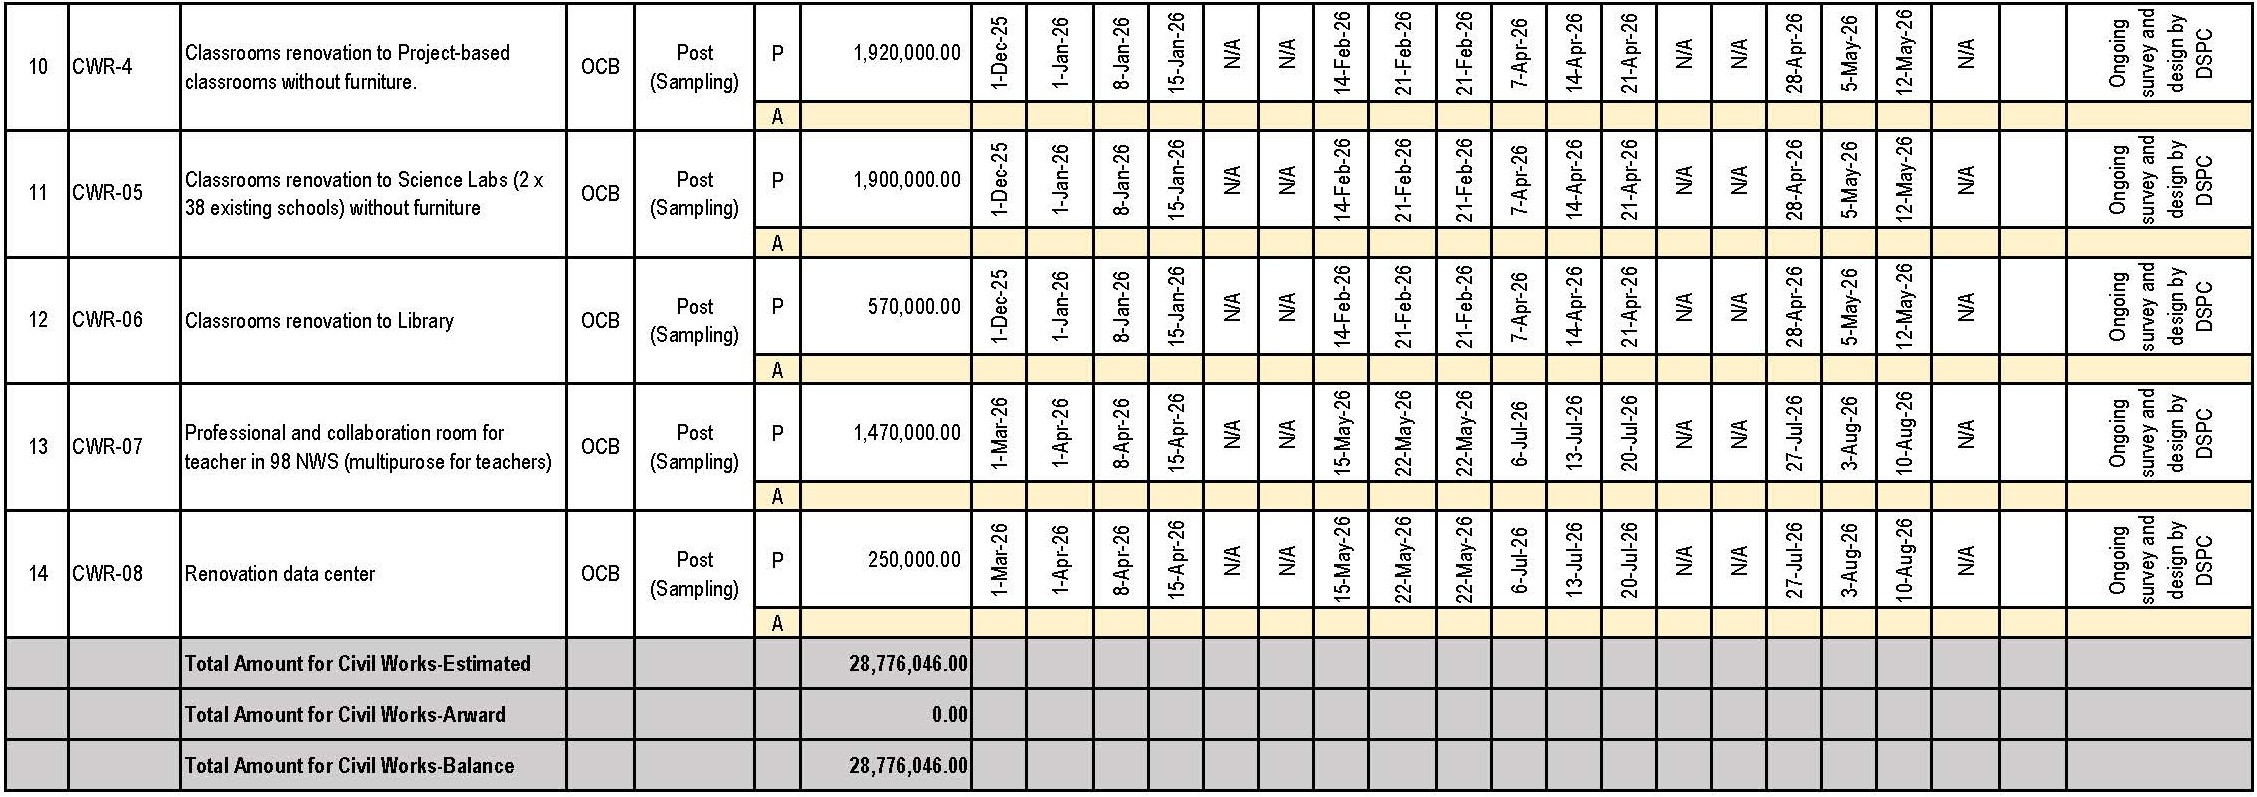 10 CWR-4 Classrooms renovation to Project-based classrooms without furniture. OCB Post (Sampling) P 1,920,000.00 1-Dec-25 1-Jan-26 8-Jan-26 15-Jan-26 N/A N/A 14-Feb-26 21-Feb-26 21-Feb-26 7-Apr-26 14-Apr-26 21-Apr-26 N/A N/A 28-Apr-26 5-May-26 12-May-26 N/A Ongoing survey and design by DSPC
A
11 CWR-05 Classrooms renovation to Science Labs (2 x 38 existing schools) without furniture OCB Post (Sampling) P 1,900,000.00 1-Dec-25 1-Jan-26 8-Jan-26 15-Jan-26 N/A N/A 14-Feb-26 21-Feb-26 21-Feb-26 7-Apr-26 14-Apr-26 21-Apr-26 N/A N/A 28-Apr-26 5-May-26 12-May-26 N/A Ongoing survey and design by DSPC
A
12 CWR-06 Classrooms renovation to Library OCB Post (Sampling) P 570,000.00 1-Dec-25 1-Jan-26 8-Jan-26 15-Jan-26 N/A N/A 14-Feb-26 21-Feb-26 21-Feb-26 7-Apr-26 14-Apr-26 21-Apr-26 N/A N/A 28-Apr-26 5-May-26 12-May-26 N/A Ongoing survey and design by DSPC
A
13 CWR-07 Professional and collaboration room for teacher in 98 NWS (multipurose for teachers) OCB Post (Sampling) P 1,470,000.00 1-Mar-26 1-Apr-26 8-Apr-26 15-Apr-26 N/A N/A 15-May-26 22-May-26 22-May-26 6-Jul-26 13-Jul-26 20-Jul-26 N/A N/A 27-Jul-26 3-Aug-26 10-Aug-26 N/A Ongoing survey and design by DSPC
A
14 CWR-08 Renovation data center OCB Post (Sampling) P 250,000.00 1-Mar-26 1-Apr-26 8-Apr-26 15-Apr-26 N/A N/A 15-May-26 22-May-26 22-May-26 6-Jul-26 13-Jul-26 20-Jul-26 N/A N/A 27-Jul-26 3-Aug-26 10-Aug-26 N/A Ongoing survey and design by DSPC
A
Total Amount for Civil Works-Estimated 28,776,046.00
Total Amount for Civil Works-Arward 0.00
Total Amount for Civil Works-Balance 28,776,046.00